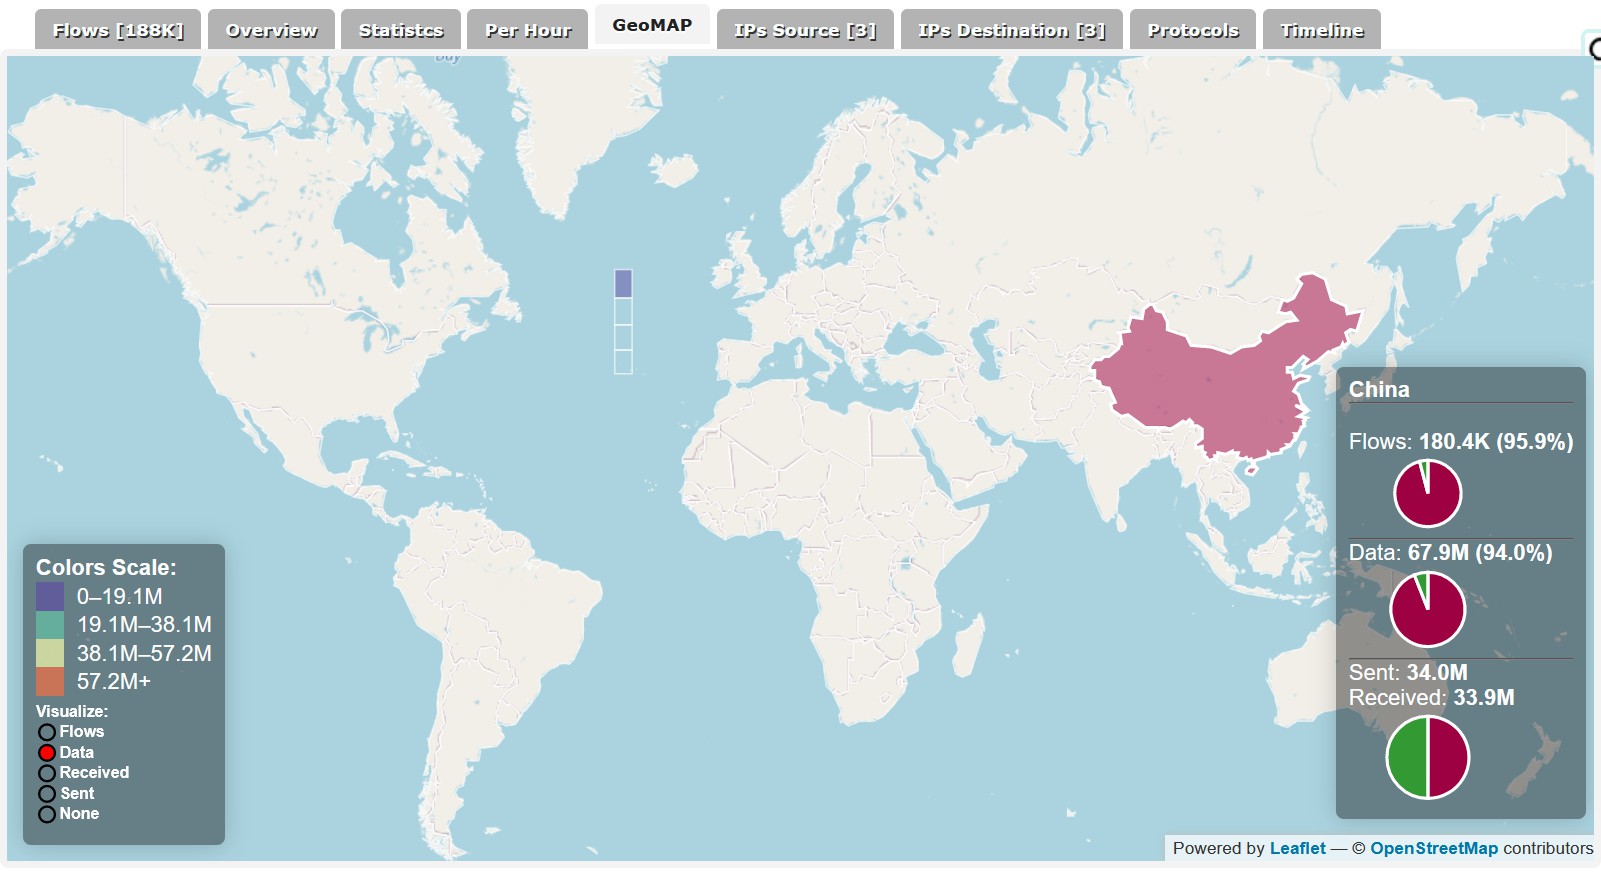 Flows [188K]
Overview
Statistcs
Per Hour
GeoMAP
IPs Source [3]
IPs Destination [3]
Protocols
Timeline
Colors Scale:
0–19.1M
19.1M–38.1M
38.1M–57.2M
57.2M+
Visualize:
Flows
Data
Received
Sent
None
China
Flows: 180.4K (95.9%)
Data: 67.9M (94.0%)
Sent: 34.0M
Received: 33.9M
Powered by Leaflet — © OpenStreetMap contributors